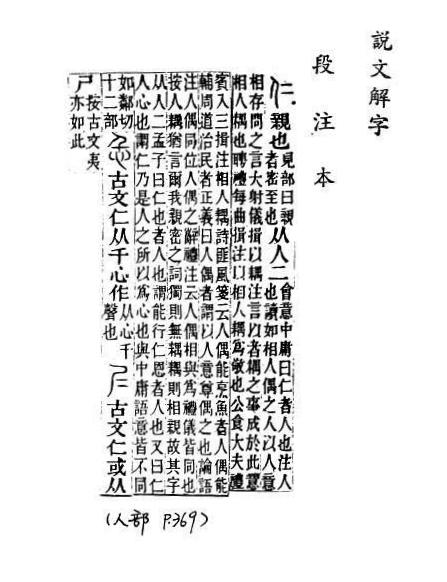 說文解字
段注本
仁 親也 見部曰親者密至也 从人二 會意中庸曰仁者人也注人也讀如相人偶之人以人意
相存問之言大射儀揖以耦注言以者耦之事成於此意
相人耦也聘禮每曲揖注以相人耦為敬也公食大夫禮
賓入三揖注相人耦詩匪風箋云人偶能烹魚者人偶能
輔周道治民者正義曰人偶者謂以人意尊偶之也論語
注人偶同位人偶之辭禮注云人偶相與為禮儀皆同也
按人耦猶言爾我親密之詞獨則無耦耦則相親故其字
从人二孟子曰仁也者人也謂能行仁恩者人也又曰仁
人心也謂仁乃是人之所以為心也與中庸語意皆不同
如鄰切十二部 忎 古文仁从千心作 从心千聲也 𡰥 古文仁或从
尸 按古文夷亦如此
(人部 P.369)